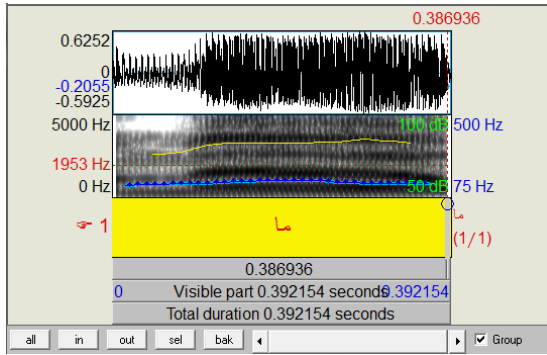 0.386936
0.6252
0
-0.2055
-0.5925
5000 Hz 100 dB 500 Hz
1953 Hz
0 Hz 50 dB 75 Hz
☞ 1 ما ما
(1/1)
0.386936
0 Visible part 0.392154 seconds 0.392154
Total duration 0.392154 seconds
all in out sel bak Group